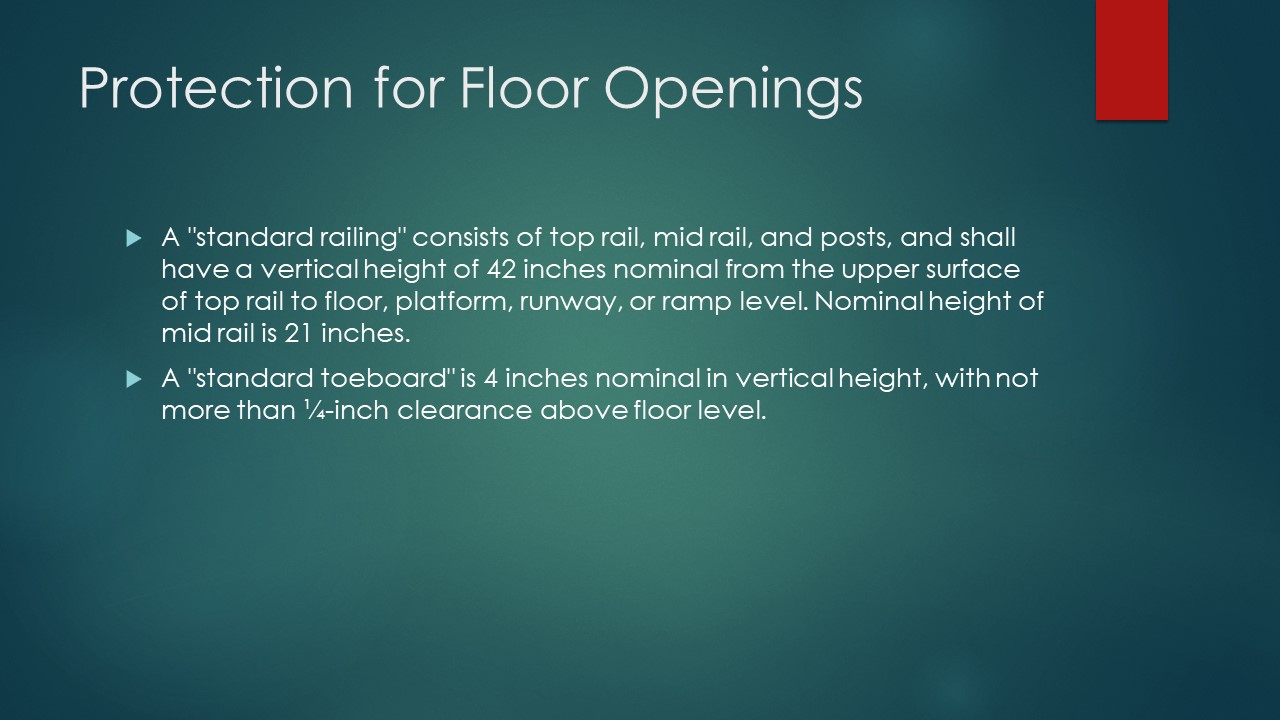 Protection for Floor Openings
A "standard railing" consists of top rail, mid rail, and posts, and shall
have a vertical height of 42 inches nominal from the upper surface
of top rail to floor, platform, runway, or ramp level. Nominal height of
mid rail is 21 inches.
A "standard toeboard" is 4 inches nominal in vertical height, with not
more than ¼-inch clearance above floor level.